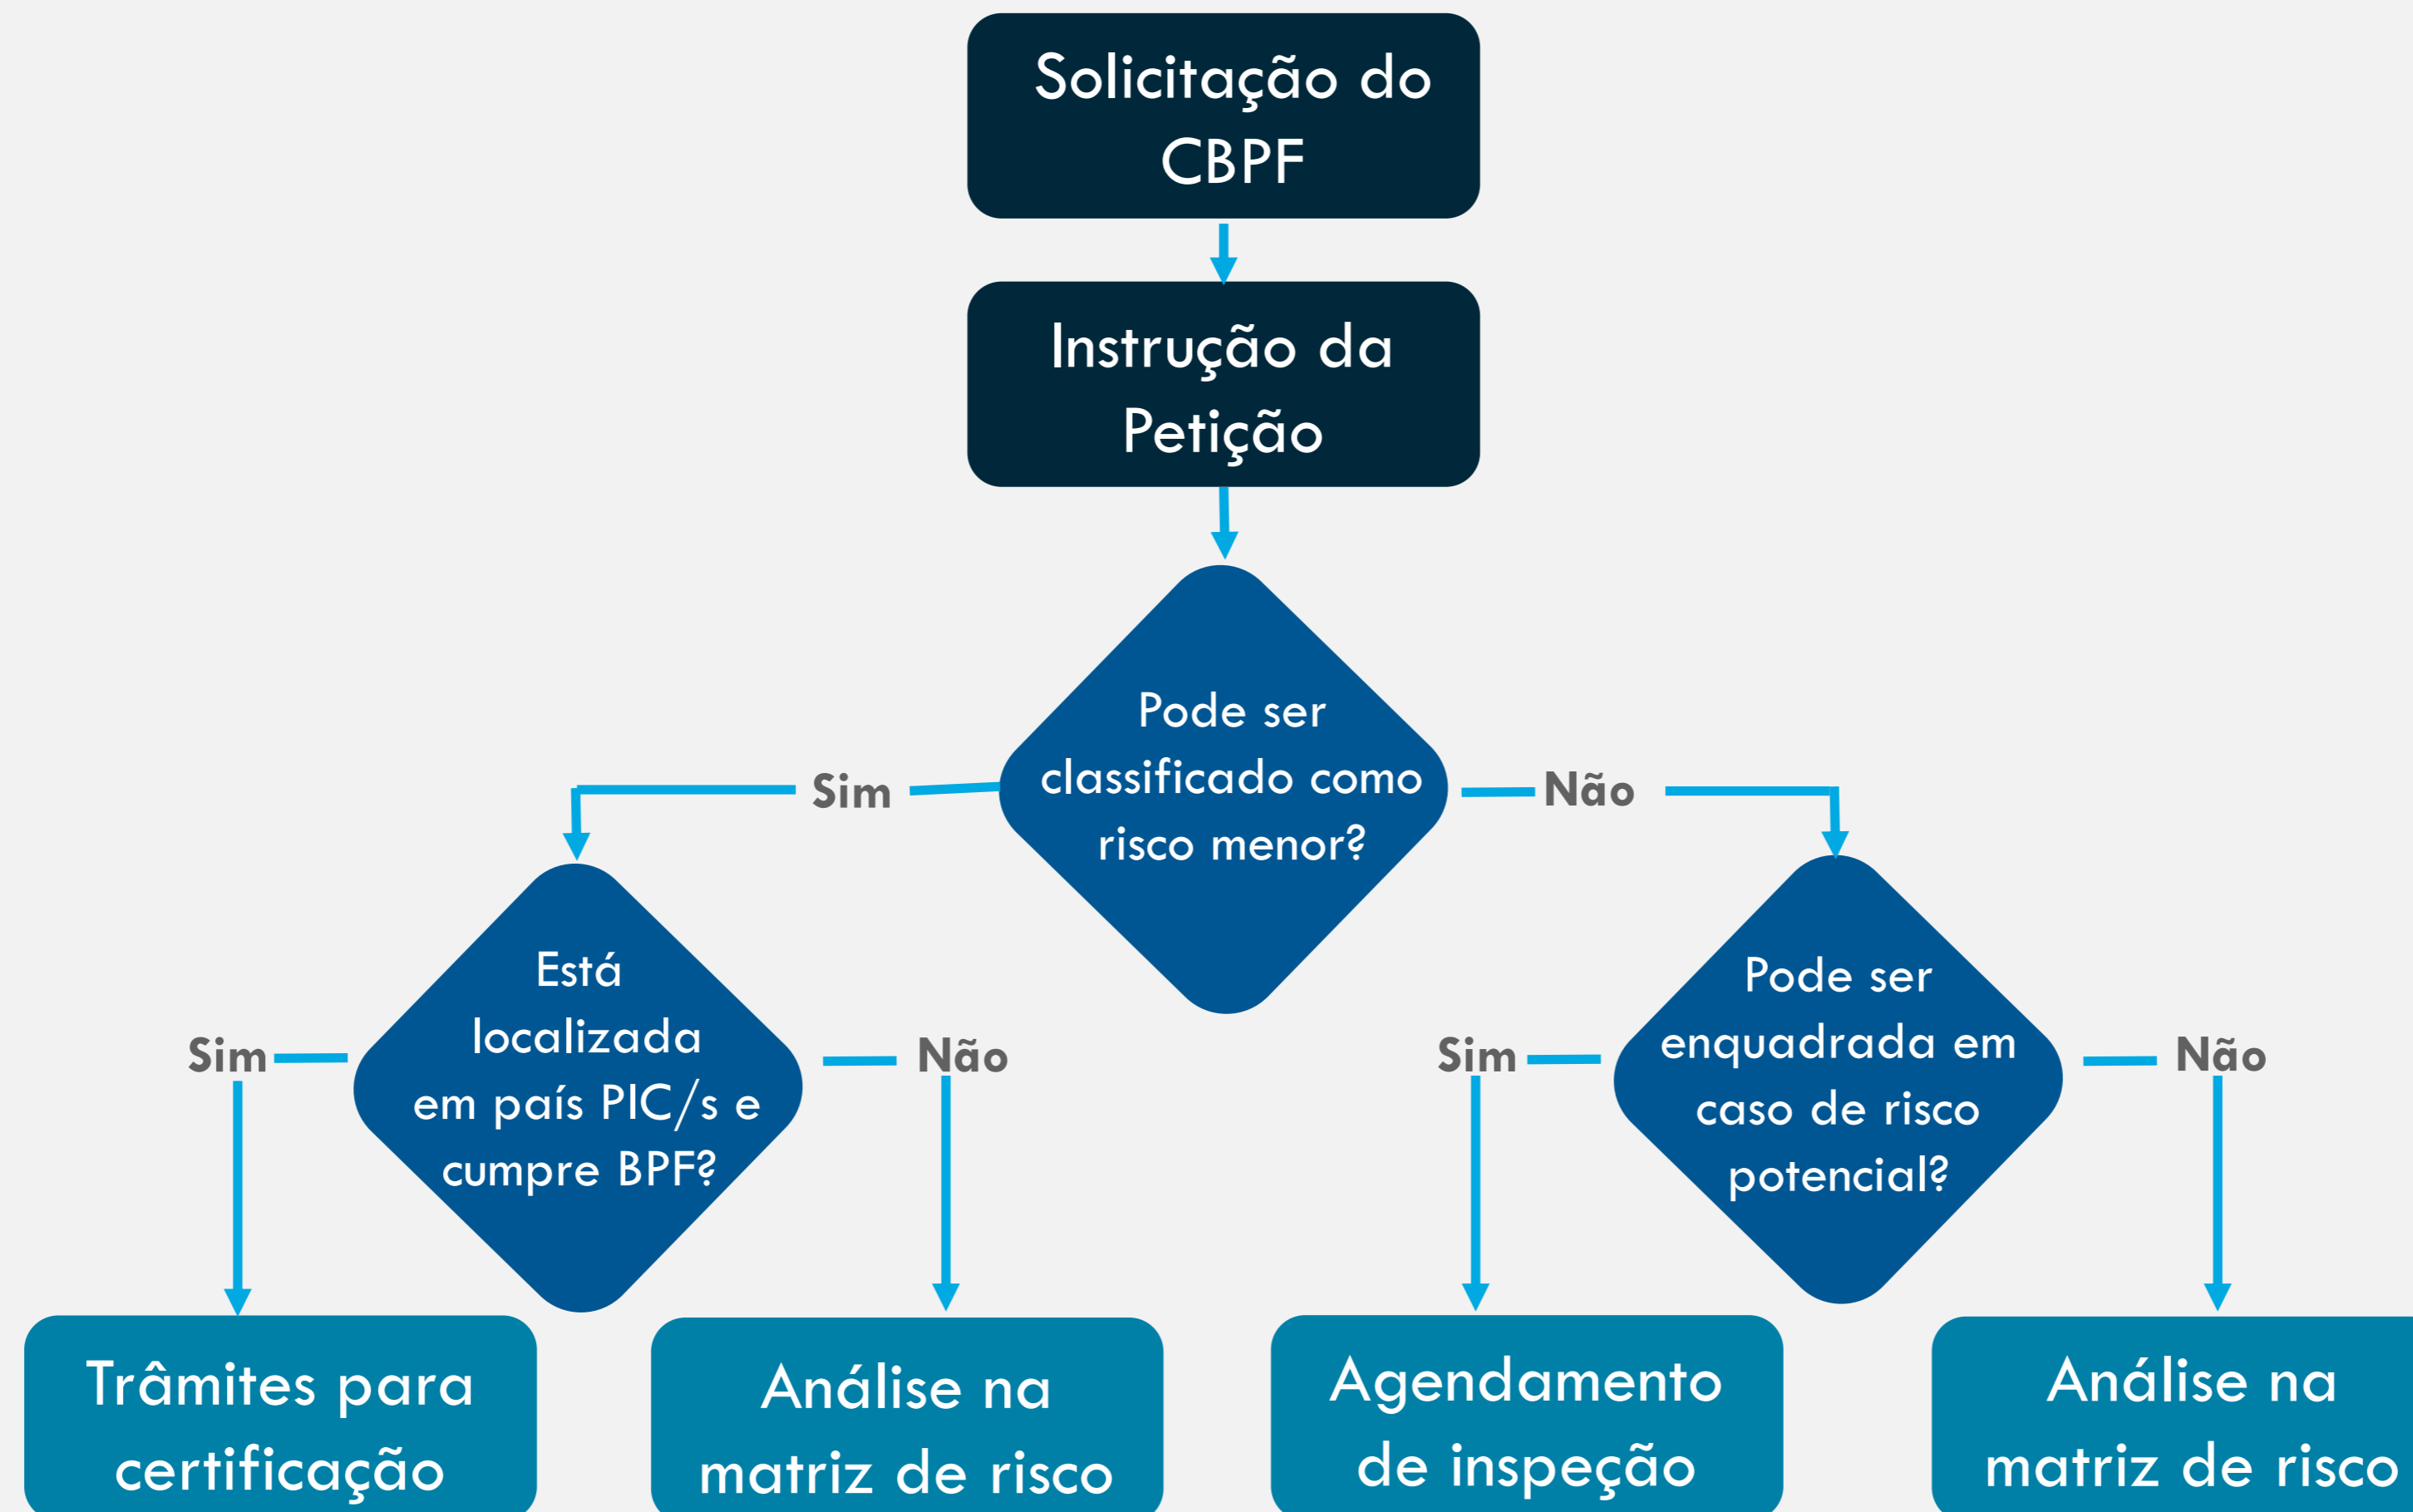 Solicitação do
CBPF
Instrução da
Petição
Pode ser
classificado como
risco menor?
Sim
Não
Está
localizada
em país PIC/s e
cumpre BPF?
Sim
Não
Pode ser
enquadrada em
caso de risco
potencial?
Sim
Não
Trâmites para
certificação
Análise na
matriz de risco
Agendamento
de inspeção
Análise na
matriz de risco